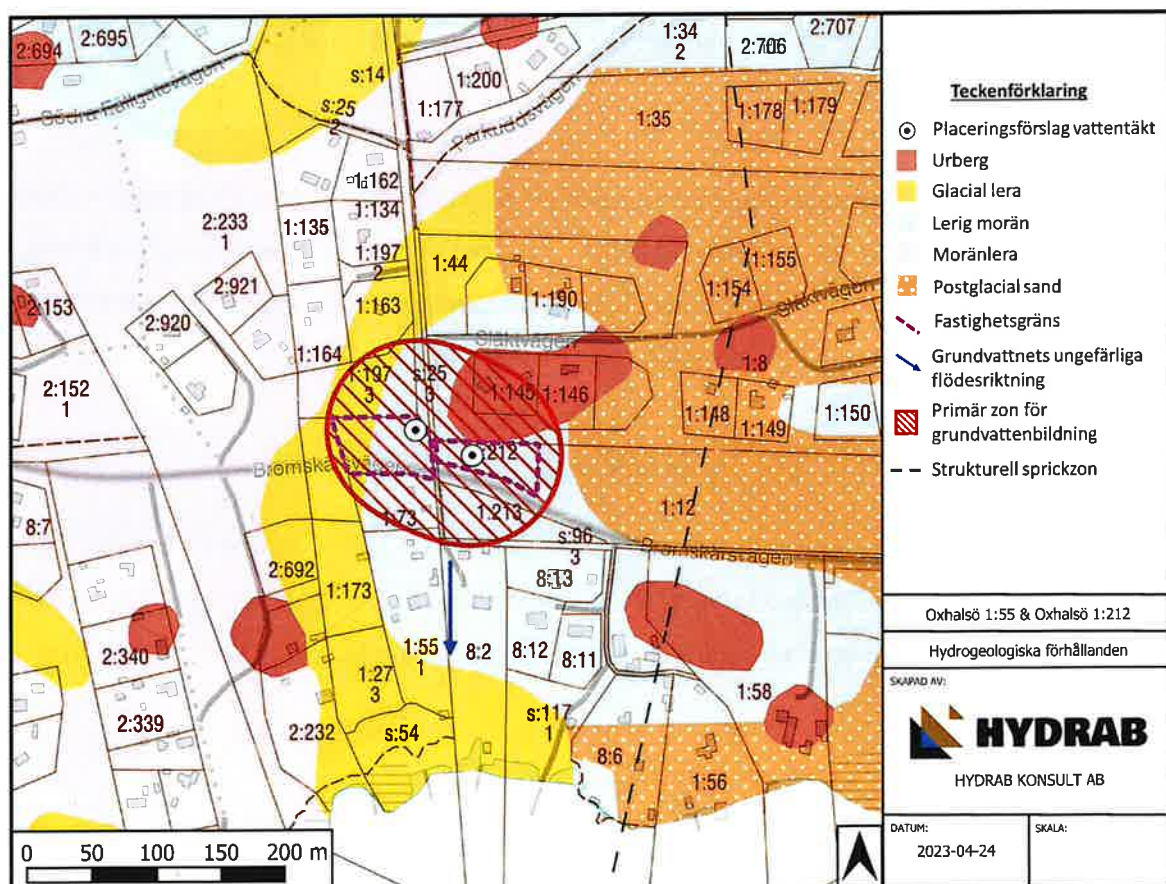 2:694
2:695
1:34
2
2:706
2:707
s:14
1:200
1:177
s:25
2
Södra Fällgatevägen
Parkuddsvägen
1:35
1:178
1:179
1:162
1:134
2:233
1
1:135
1:197
2
1:44
1:155
1:154
1:190
2:921
2:153
1:163
2:920
Släktvägen
Släktvägen
1:164
1:8
2:152
1
1:197
3
s:25
3
1:145
1:146
1:148
1:149
1:150
:212
Bromskärsvägen
8:7
1:73
1:213
1:12
s:96
3
Bromskärsvägen
2:692
8:13
1:173
2:340
1:55
1
8:2
8:12
8:11
1:27
3
1:58
2:339
2:232
s:54
s:117
1
8:6
1:56
0 50 100 150 200 m
Teckenförklaring
Placeringsförslag vattentäkt
Urberg
Glacial lera
Lerig morän
Moränlera
Postglacial sand
Fastighetsgräns
Grundvattnets ungefärliga
flödesriktning
Primär zon för
grundvattenbildning
Strukturell sprickzon
Oxhalsö 1:55 & Oxhalsö 1:212
Hydrogeologiska förhållanden
SKAPAD AV:
HYDRAB
HYDRAB KONSULT AB
DATUM:
2023-04-24
SKALA: